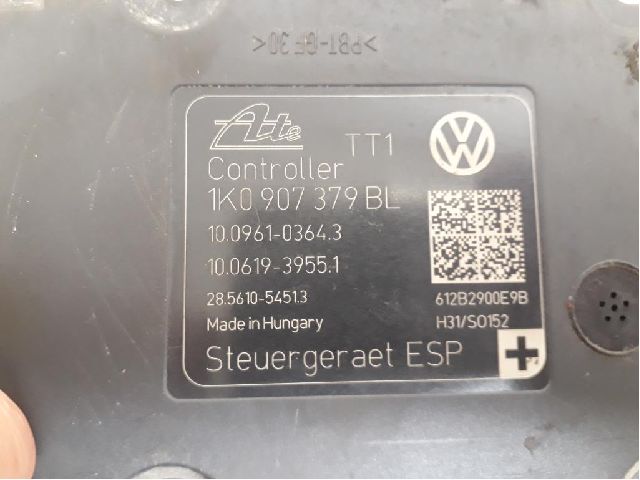 >PBT-GF30<
Ate TT1
Controller
1K0 907 379 BL
10.0961-0364.3
10.0619-3955.1
28.5610-5451.3 612B2900E9B
Made in Hungary H31/SO152
Steuergeraet ESP